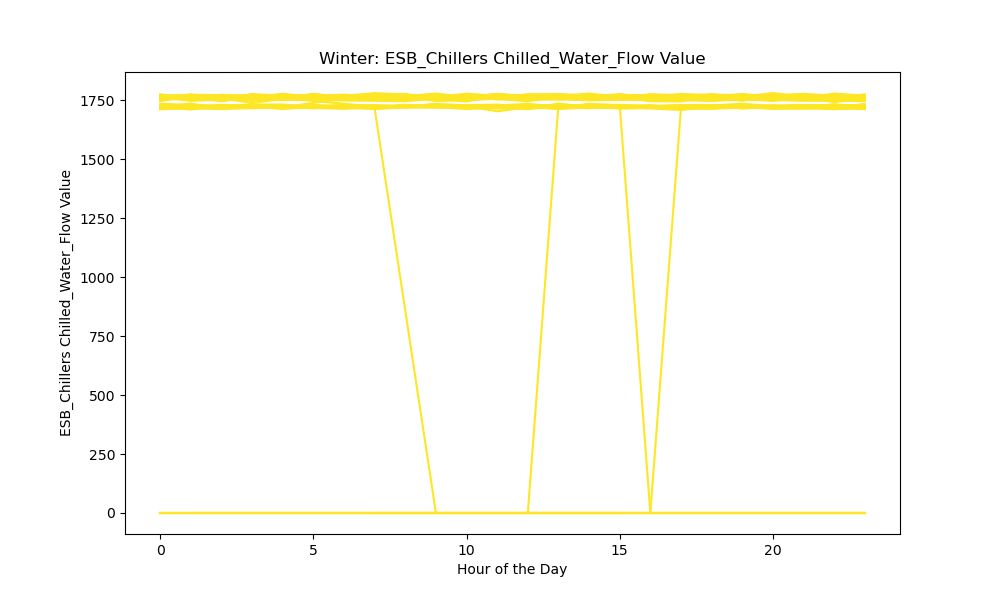 Winter: ESB_Chillers Chilled_Water_Flow Value
ESB_Chillers Chilled_Water_Flow Value
1750
1500
1250
1000
750
500
250
0
0 5 10 15 20
Hour of the Day